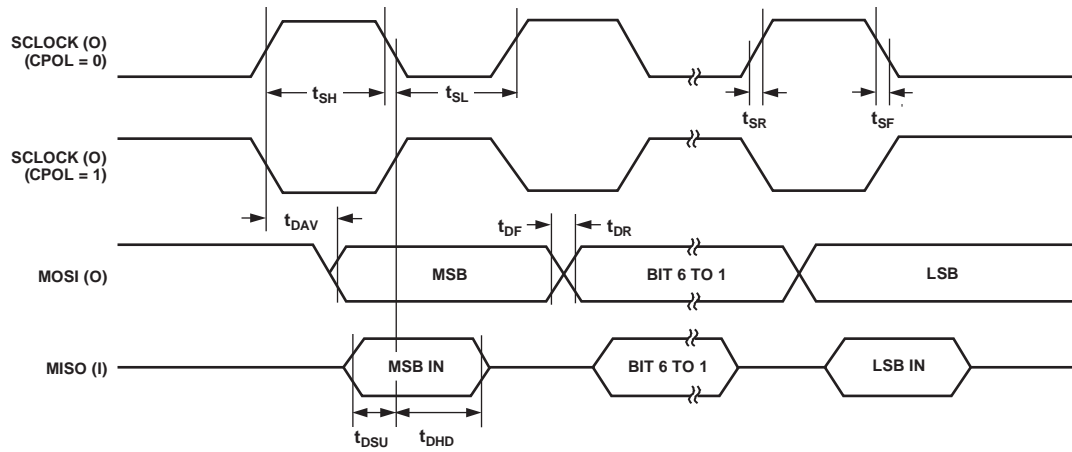 SCLOCK (O)
(CPOL = 0)
tSH
tSL
tSR
tSF
SCLOCK (O)
(CPOL = 1)
tDAV
tDF
tDR
MOSI (O)
MSB
BIT 6 TO 1
LSB
MISO (I)
MSB IN
BIT 6 TO 1
LSB IN
tDSU
tDHD